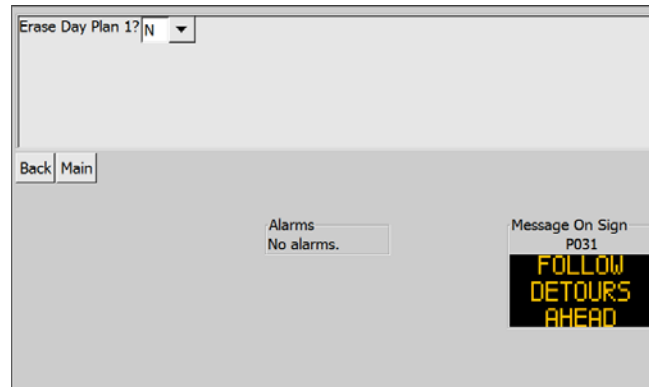 Erase Day Plan 1? N
Back Main
Alarms
No alarms.
Message On Sign
P031
FOLLOW
DETOURS
AHEAD